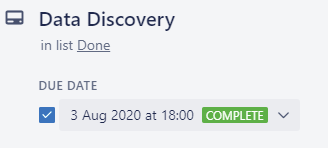 Data Discovery
in list Done
DUE DATE
3 Aug 2020 at 18:00 COMPLETE